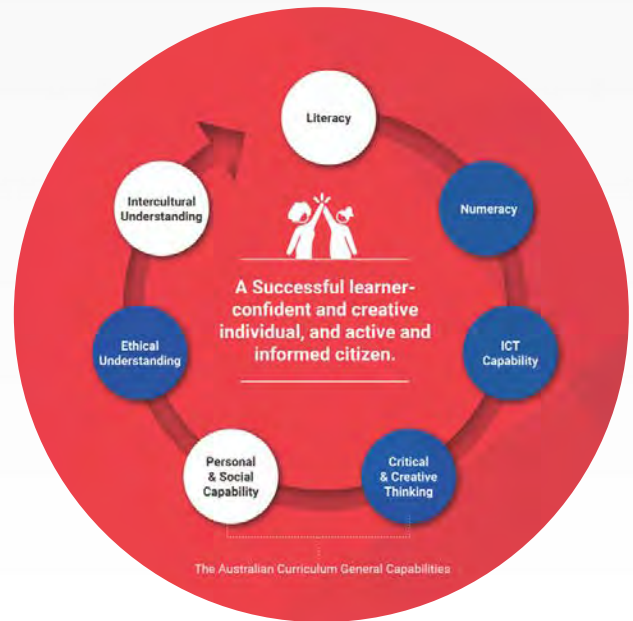 Literacy
Numeracy
ICT
Capability
Critical
& Creative
Thinking
Personal
& Social
Capability
Ethical
Understanding
Intercultural
Understanding
A Successful learner-
confident and creative
individual, and active and
informed citizen.
The Australian Curriculum General Capabilities